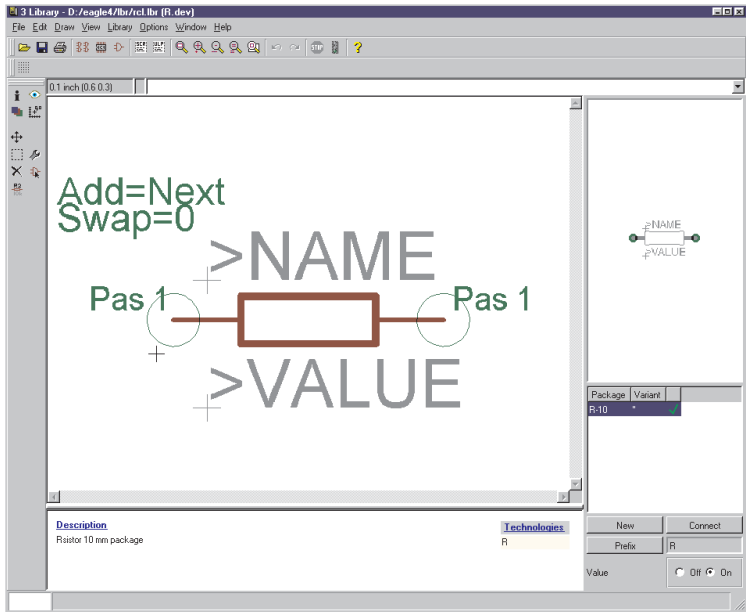 3 Library - D:/eagle4/lbr/rcl.lbr (R.dev)
File Edit Draw View Library Options Window Help
0.1 inch (0.6 0.3)
Add=Next
Swap=0
>NAME
Pas 1
Pas 1
>VALUE
>NAME
>VALUE
Package Variant
R-10 *
Description
Rsistor 10 mm package
Technologies
R
New Connect
Prefix R
Value Off On